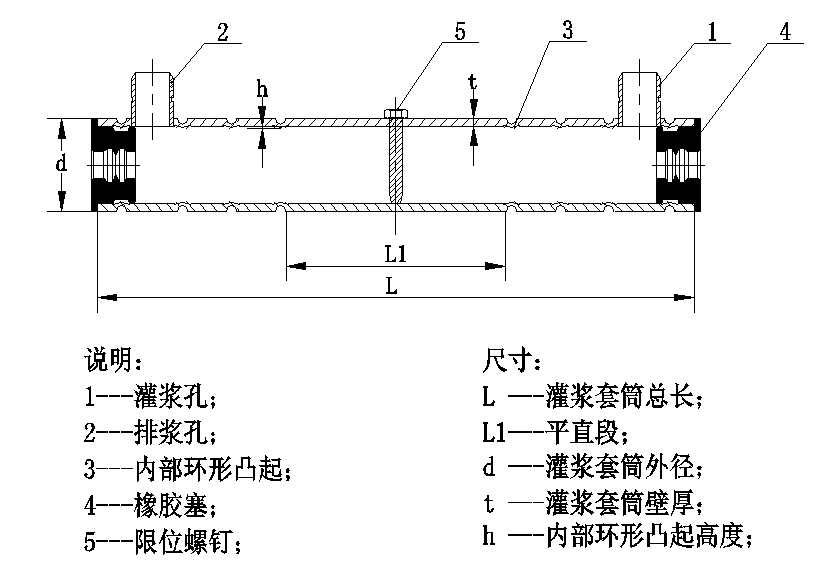 2 5 3 1 4
h t
d
L1
L
说明:
1---灌浆孔;
2---排浆孔;
3---内部环形凸起;
4---橡胶塞;
5---限位螺钉;
尺寸:
L ---灌浆套筒总长;
L1---平直段;
d ---灌浆套筒外径;
t ---灌浆套筒壁厚;
h ---内部环形凸起高度;